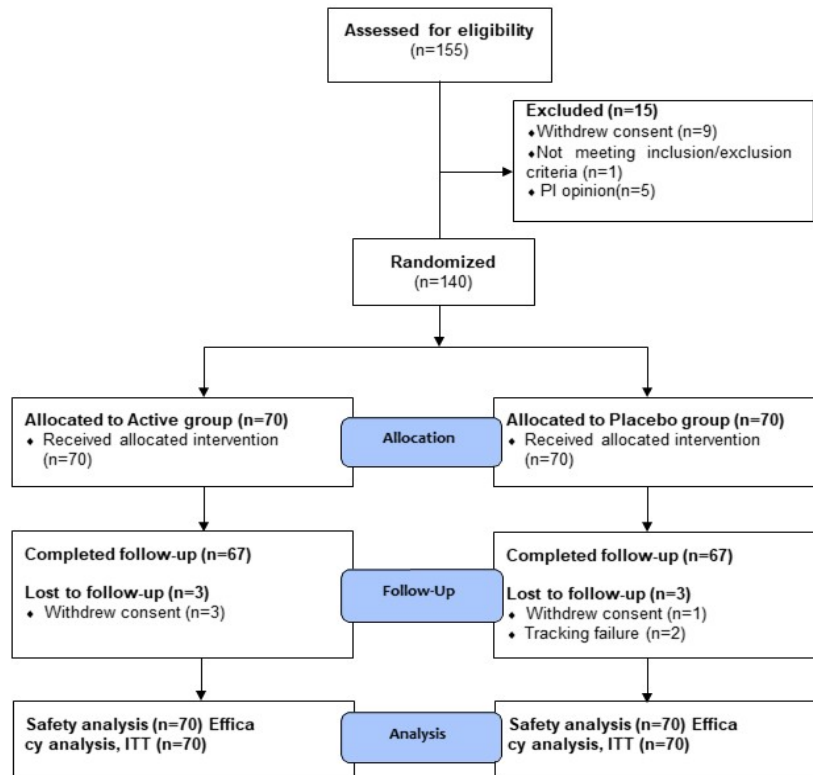 Assessed for eligibility
(n=155)
Excluded (n=15)
⬧Withdrew consent (n=9)
⬧Not meeting inclusion/exclusion
criteria (n=1)
⬧ PI opinion(n=5)
Randomized
(n=140)
Allocated to Active group (n=70)
⬧ Received allocated intervention
(n=70)
Allocation
Allocated to Placebo group (n=70)
⬧ Received allocated intervention
(n=70)
Completed follow-up (n=67)
Lost to follow-up (n=3)
⬧ Withdrew consent (n=3)
Follow-Up
Completed follow-up (n=67)
Lost to follow-up (n=3)
⬧ Withdrew consent (n=1)
⬧ Tracking failure (n=2)
Safety analysis (n=70) Effica
cy analysis, ITT (n=70)
Analysis
Safety analysis (n=70) Effica
cy analysis, ITT (n=70)